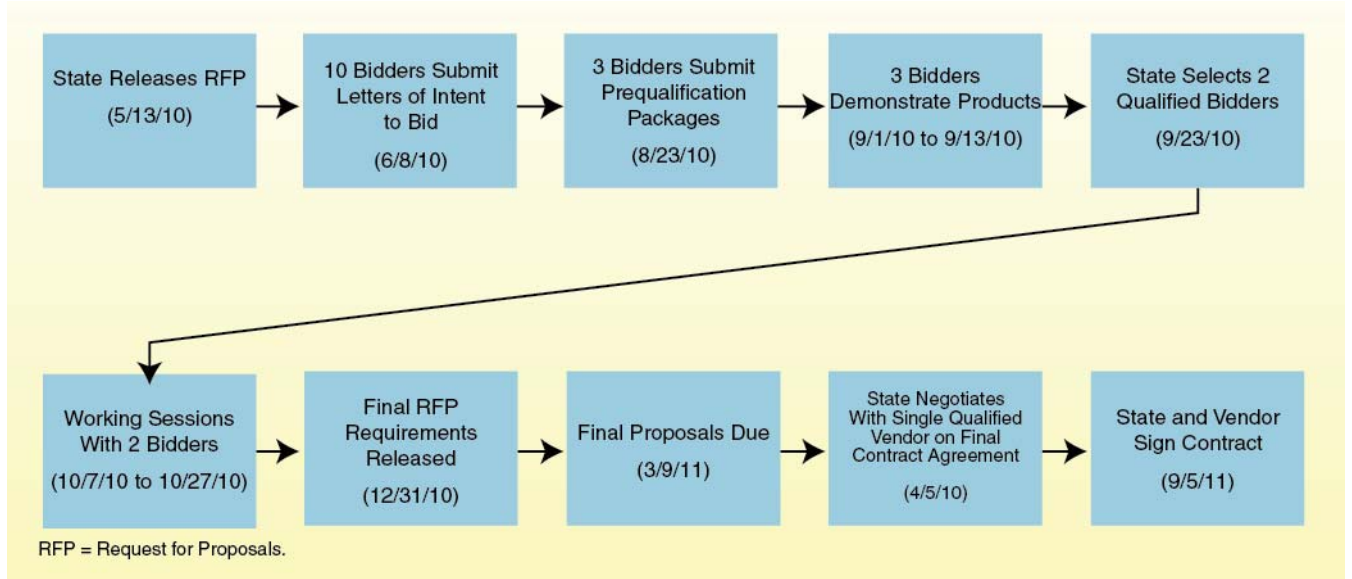 State Releases RFP
(5/13/10)
10 Bidders Submit
Letters of Intent
to Bid
(6/8/10)
3 Bidders Submit
Prequalification
Packages
(8/23/10)
3 Bidders
Demonstrate Products
(9/1/10 to 9/13/10)
State Selects 2
Qualified Bidders
(9/23/10)
Working Sessions
With 2 Bidders
(10/7/10 to 10/27/10)
Final RFP
Requirements
Released
(12/31/10)
Final Proposals Due
(3/9/11)
State Negotiates
With Single Qualified
Vendor on Final
Contract Agreement
(4/5/10)
State and Vendor
Sign Contract
(9/5/11)
RFP = Request for Proposals.